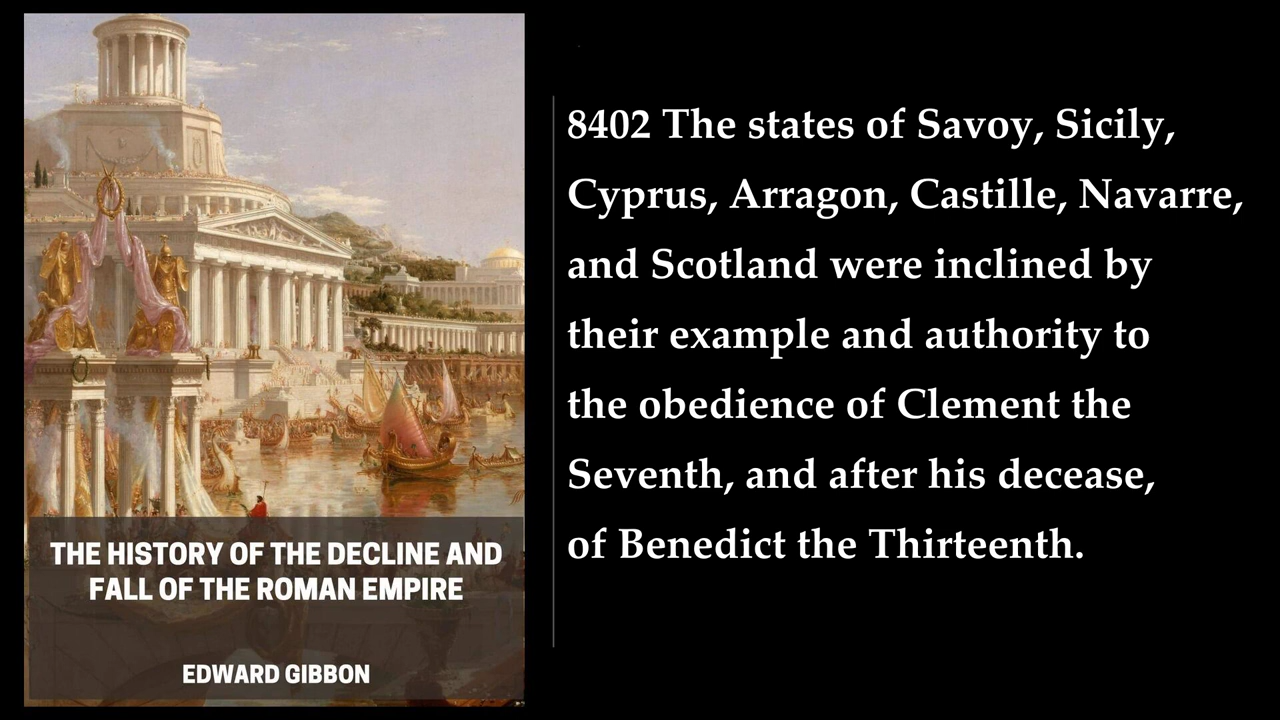 THE HISTORY OF THE DECLINE AND
FALL OF THE ROMAN EMPIRE
EDWARD GIBBON
8402 The states of Savoy, Sicily,
Cyprus, Arragon, Castille, Navarre,
and Scotland were inclined by
their example and authority to
the obedience of Clement the
Seventh, and after his decease,
of Benedict the Thirteenth.